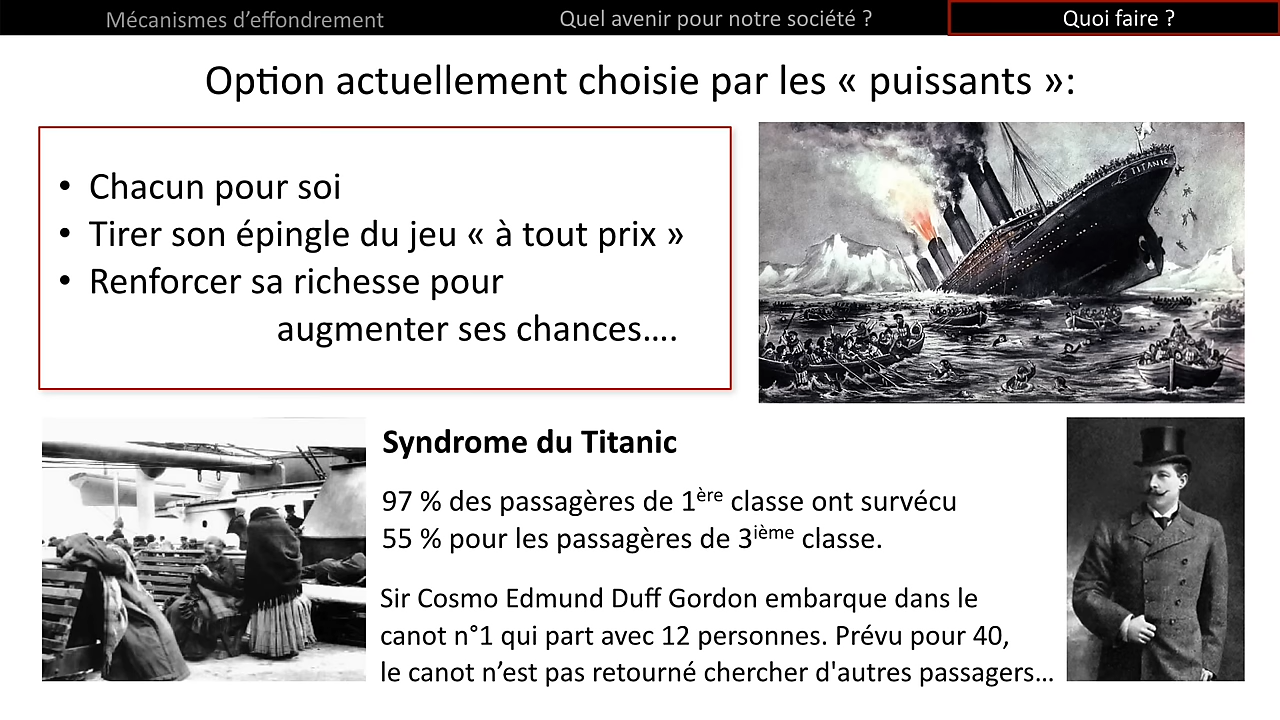 Mécanismes d’effondrement
Quel avenir pour notre société ?
Quoi faire ?
Option actuellement choisie par les « puissants »:
• Chacun pour soi
• Tirer son épingle du jeu « à tout prix »
• Renforcer sa richesse pour
augmenter ses chances….
TITANIC
Syndrome du Titanic
97 % des passagères de 1ère classe ont survécu
55 % pour les passagères de 3ième classe.
Sir Cosmo Edmund Duff Gordon embarque dans le
canot n°1 qui part avec 12 personnes. Prévu pour 40,
le canot n’est pas retourné chercher d'autres passagers…